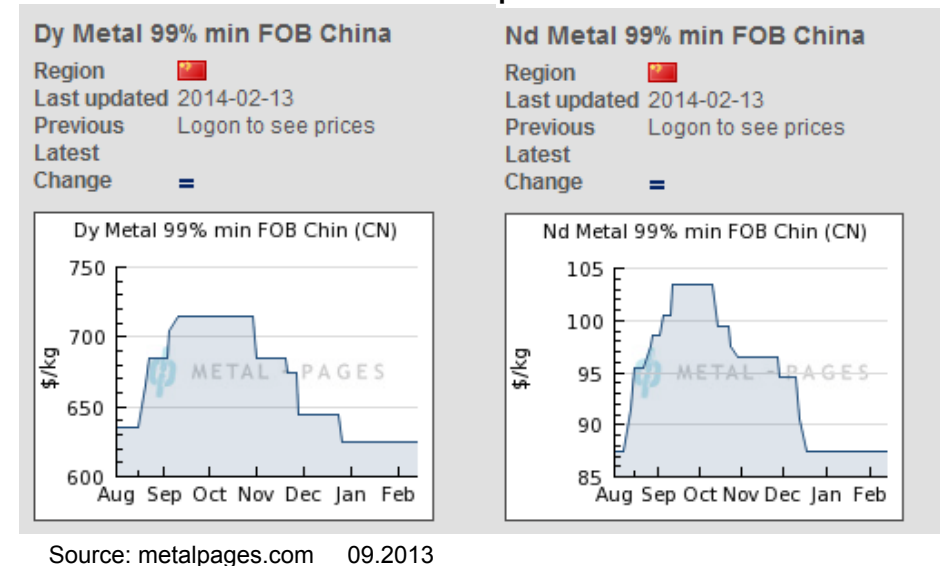 Dy Metal 99% min FOB China
Region
Last updated 2014-02-13
Previous Logon to see prices
Latest
Change =
Dy Metal 99% min FOB Chin (CN)
750
700
650
600
$/kg
METAL - PAGES
Aug Sep Oct Nov Dec Jan Feb
Nd Metal 99% min FOB China
Region
Last updated 2014-02-13
Previous Logon to see prices
Latest
Change =
Nd Metal 99% min FOB Chin (CN)
105
100
95
90
85
$/kg
METAL - PAGES
Aug Sep Oct Nov Dec Jan Feb
Source: metalpages.com 09.2013